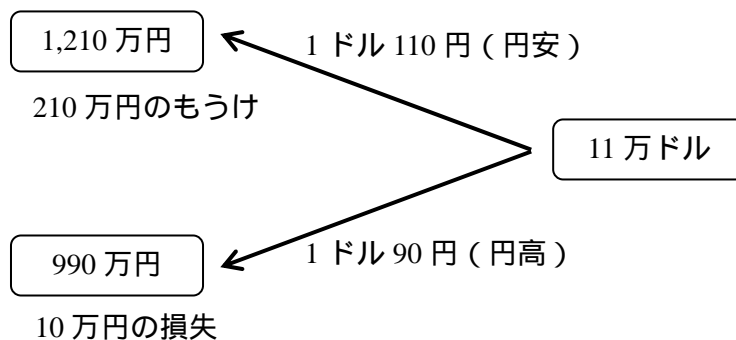 1,210 万円
1 ドル 110 円 ( 円安 )
210 万円のもうけ
11 万ドル
990 万円
1 ドル 90 円 ( 円高 )
10 万円の損失